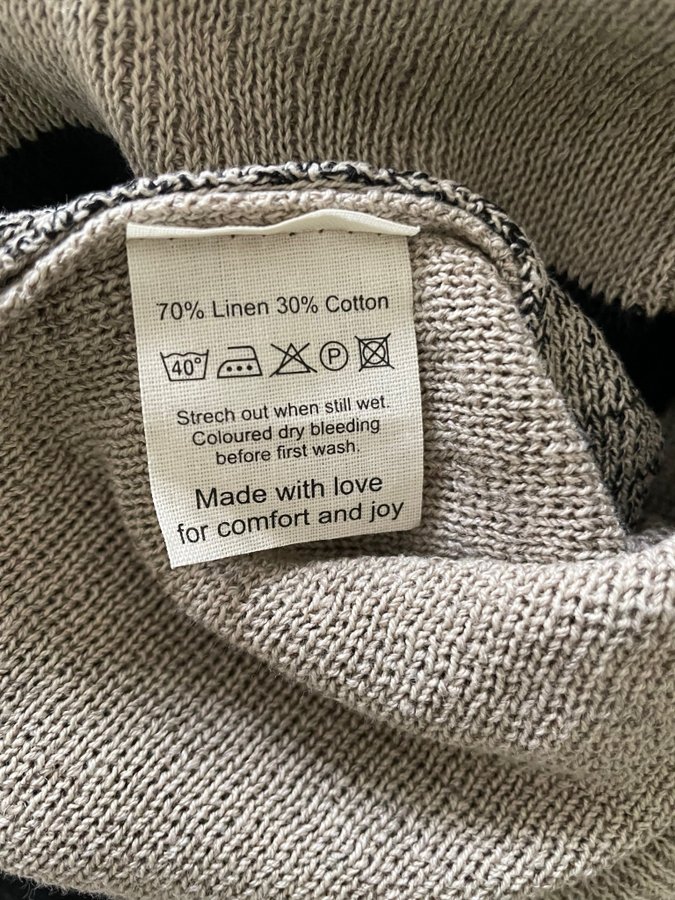 70% Linen 30% Cotton
40° P
Strech out when still wet.
Coloured dry bleeding
before first wash.
Made with love
for comfort and joy